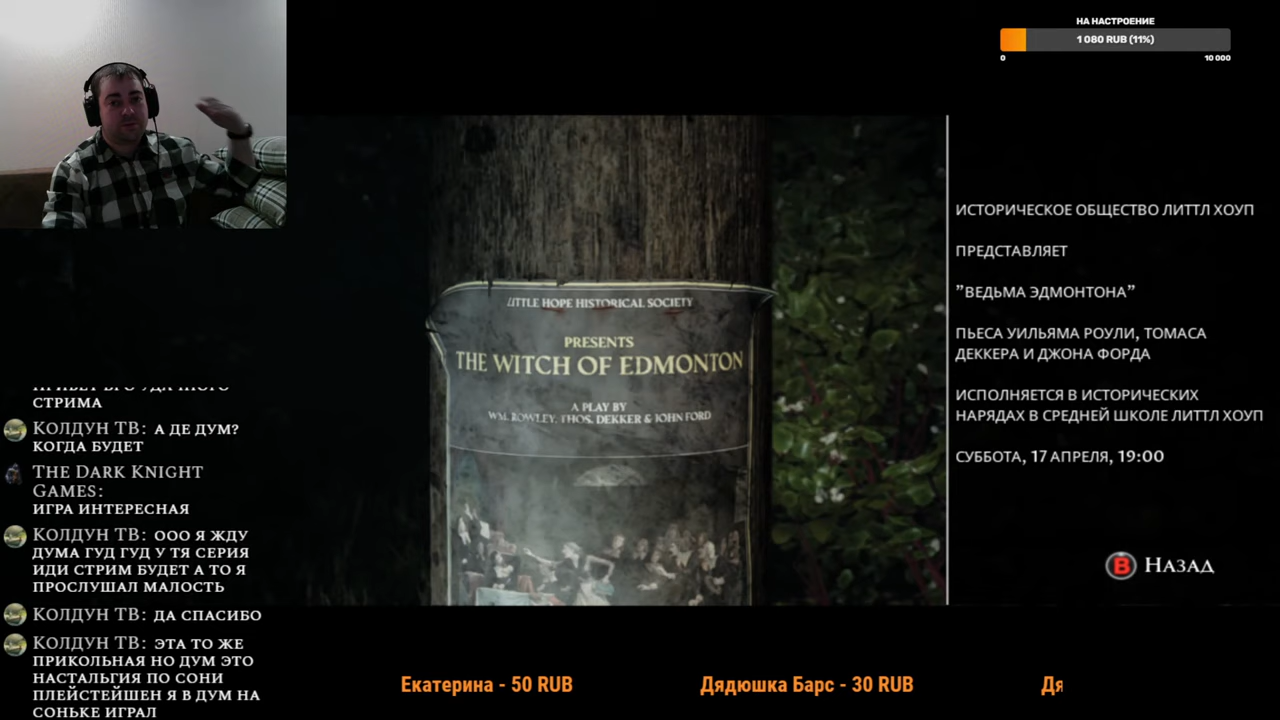 НА НАСТРОЕНИЕ
1 080 RUB (11%)
0
10 000
LITTLE HOPE HISTORICAL SOCIETY
PRESENTS
THE WITCH OF EDMONTON
A PLAY BY
WM. ROWLEY, THOS. DEKKER & JOHN FORD
ИСТОРИЧЕСКОЕ ОБЩЕСТВО ЛИТТЛ ХОУП
ПРЕДСТАВЛЯЕТ
"ВЕДЬМА ЭДМОНТОНА"
ПЬЕСА УИЛЬЯМА РОУЛИ, ТОМАСА
ДЕККЕРА И ДЖОНА ФОРДА
ИСПОЛНЯЕТСЯ В ИСТОРИЧЕСКИХ
НАРЯДАХ В СРЕДНЕЙ ШКОЛЕ ЛИТТЛ ХОУП
СУББОТА, 17 АПРЕЛЯ, 19:00
B НАЗАД
СТРИМА
КОЛДУН ТВ: А ДЕ ДУМ?
КОГДА БУДЕТ
THE DARK KNIGHT
GAMES:
ИГРА ИНТЕРЕСНАЯ
КОЛДУН ТВ: ООО Я ЖДУ
ДУМА ГУД ГУД У ТЯ СЕРИЯ
ИДИ СТРИМ БУДЕТ А ТО Я
ПРОСЛУШАЛ МАЛОСТЬ
КОЛДУН ТВ: ДА СПАСИБО
КОЛДУН ТВ: ЭТА ТО ЖЕ
ПРИКОЛЬНАЯ НО ДУМ ЭТО
НАСТАЛЬГИЯ ПО СОНИ
ПЛЕЙСТЕЙШЕН Я В ДУМ НА
СОНЬКЕ ИГРАЛ
Екатерина - 50 RUB
Дядюшка Барс - 30 RUB
Дя